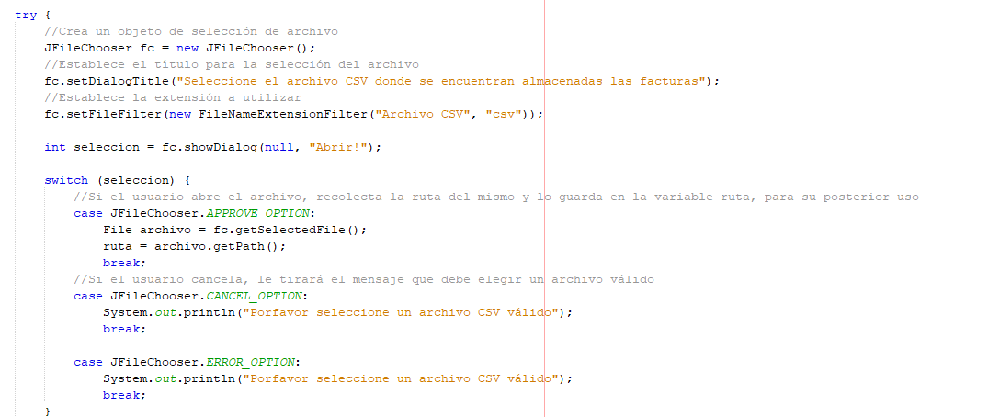 try {
//Crea un objeto de selección de archivo
JFileChooser fc = new JFileChooser();
//Establece el título para la selección del archivo
fc.setDialogTitle("Seleccione el archivo CSV donde se encuentran almacenadas las facturas");
//Establece la extensión a utilizar
fc.setFileFilter(new FileNameExtensionFilter("Archivo CSV", "csv"));
int seleccion = fc.showDialog(null, "Abrir!");
switch (seleccion) {
//Si el usuario abre el archivo, recolecta la ruta del mismo y lo guarda en la variable ruta, para su posterior uso
case JFileChooser.APPROVE_OPTION:
File archivo = fc.getSelectedFile();
ruta = archivo.getPath();
break;
//Si el usuario cancela, le tirará el mensaje que debe elegir un archivo válido
case JFileChooser.CANCEL_OPTION:
System.out.println("Porfavor seleccione un archivo CSV válido");
break;
case JFileChooser.ERROR_OPTION:
System.out.println("Porfavor seleccione un archivo CSV válido");
break;
}